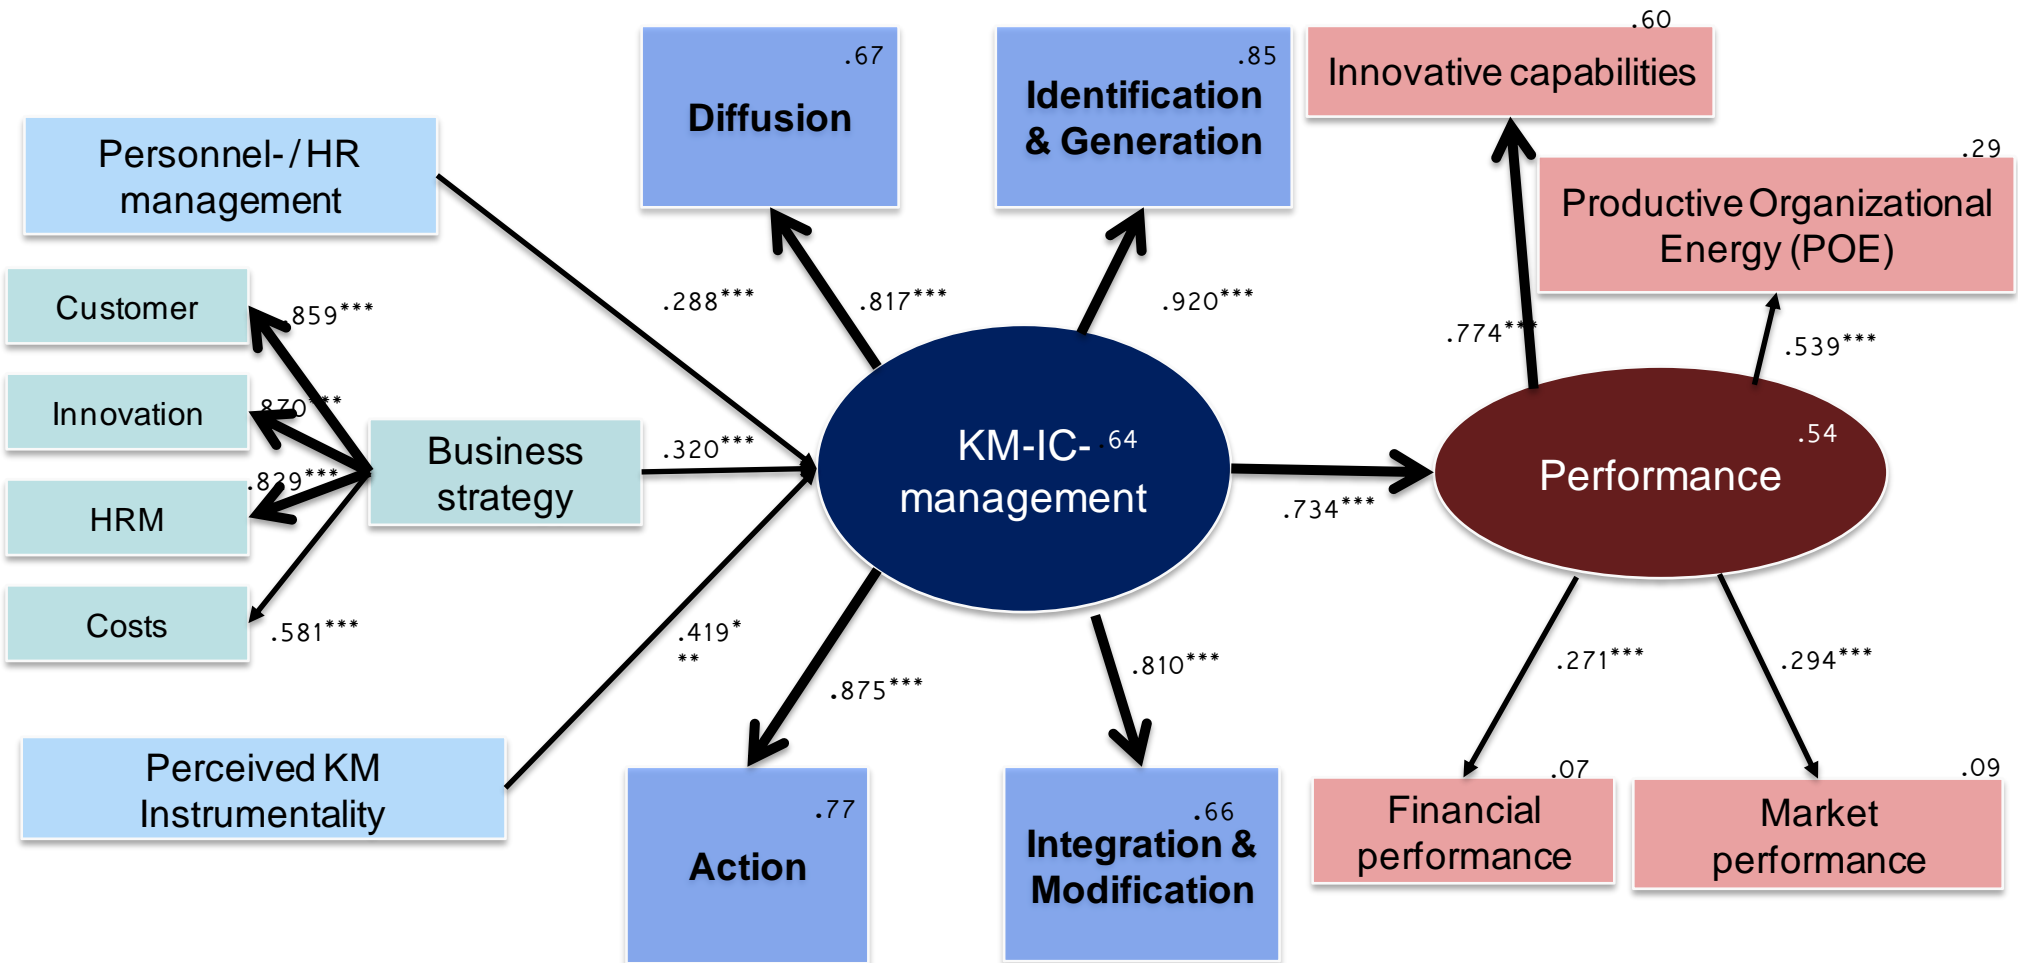 .60
.67
.85
Innovative capabilities
Identification
& Generation
Diffusion
Personnel- / HR
management
.29
Productive Organizational
Energy (POE)
Customer
.859***
.288***
.817***
.920***
.774***
.539***
Innovation
.870***
Business
strategy
.320***
KM-IC-
.64
management
.54
Performance
.829***
HRM
.734***
Costs
.581***
.419*
**
.875***
.810***
.271***
.294***
Perceived KM
Instrumentality
.77
Action
.66
Integration &
Modification
.07
Financial
performance
.09
Market
performance